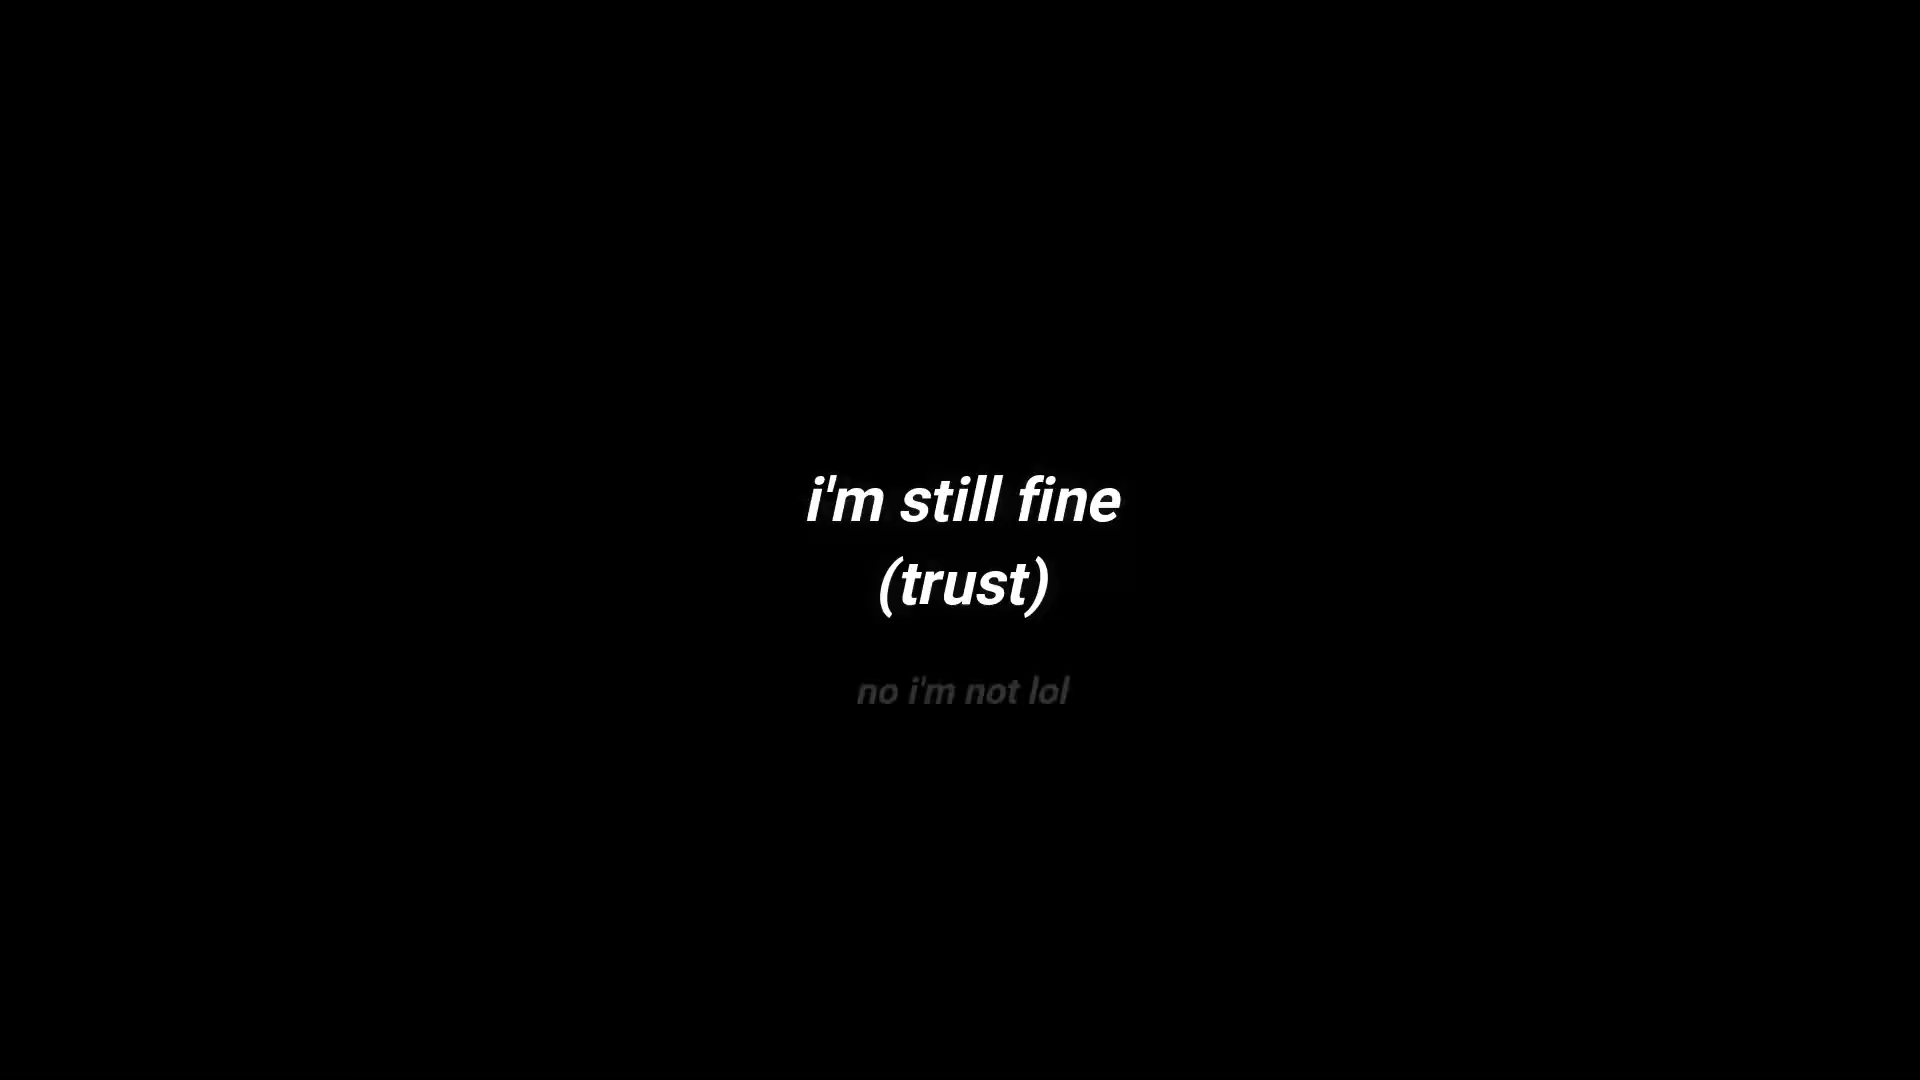 i'm still fine
(trust)
no i'm not lol